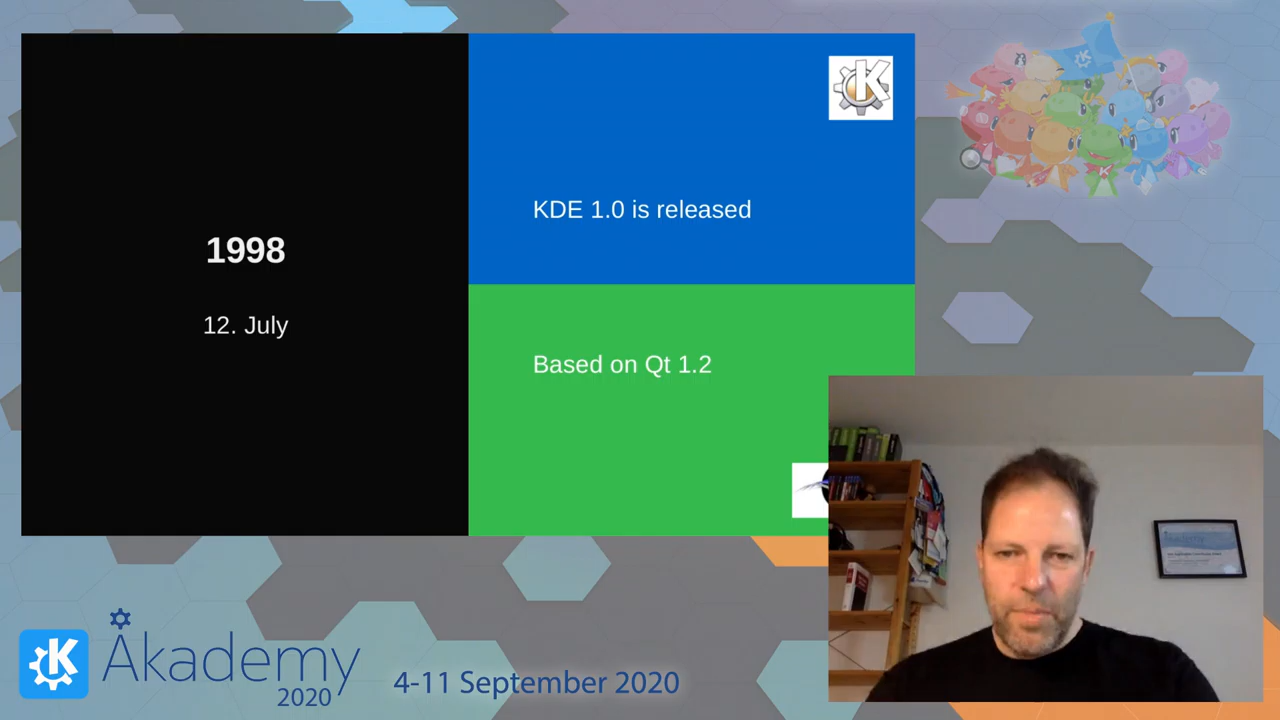 1998
12. July
KDE 1.0 is released
Based on Qt 1.2
Akademy
2020
4-11 September 2020